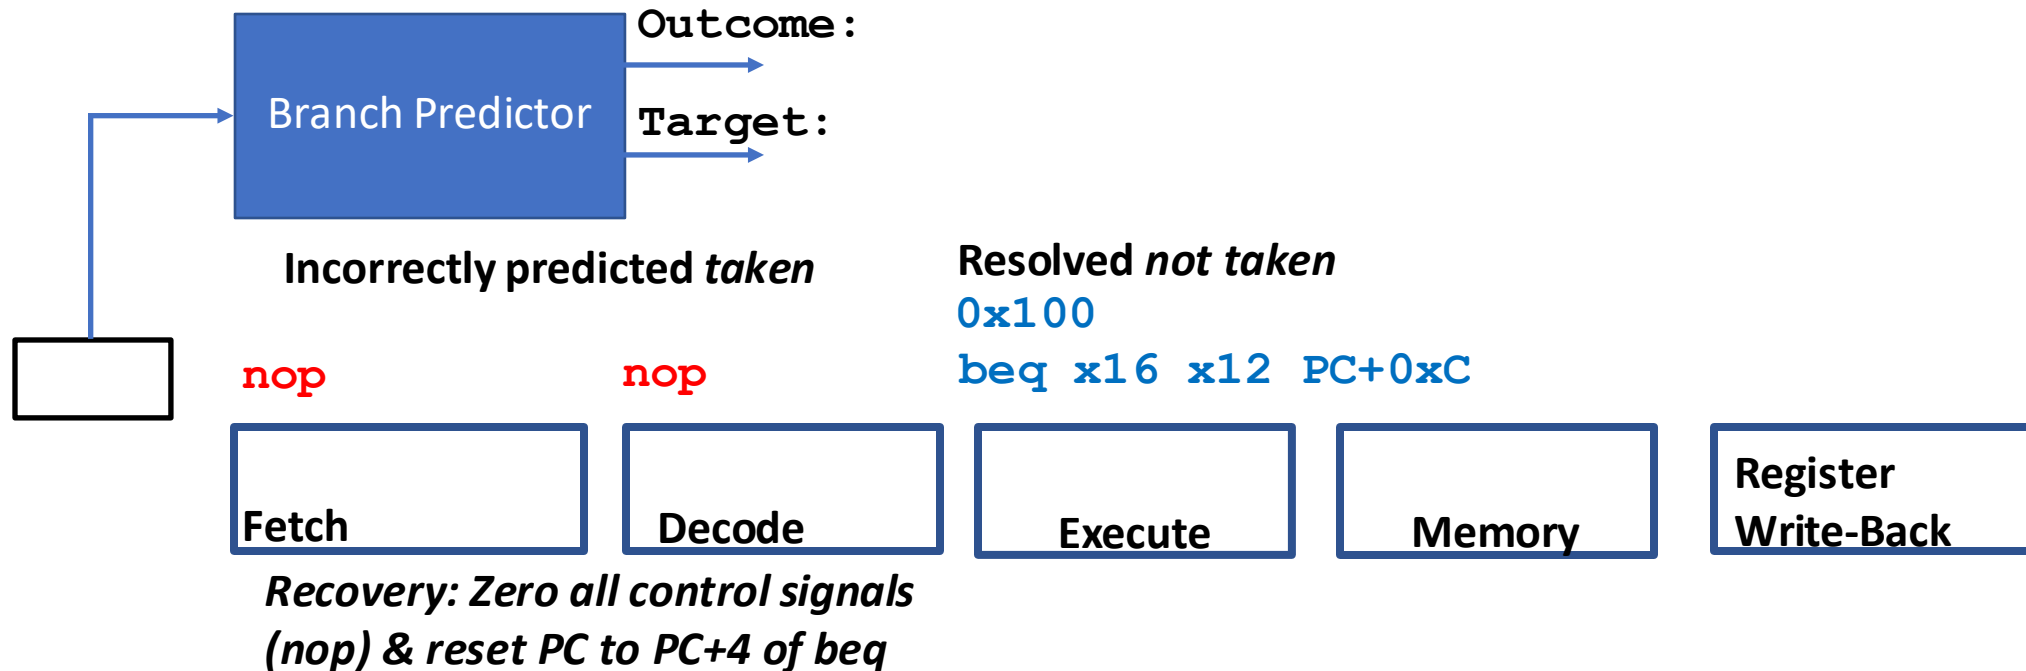 Outcome:
Branch Predictor
Target:
Incorrectly predicted taken
Resolved not taken
0x100
nop
nop
beq x16 x12 PC+0xC
Fetch
Decode
Execute
Memory
Register
Write-Back
Recovery: Zero all control signals
(nop) & reset PC to PC+4 of beq